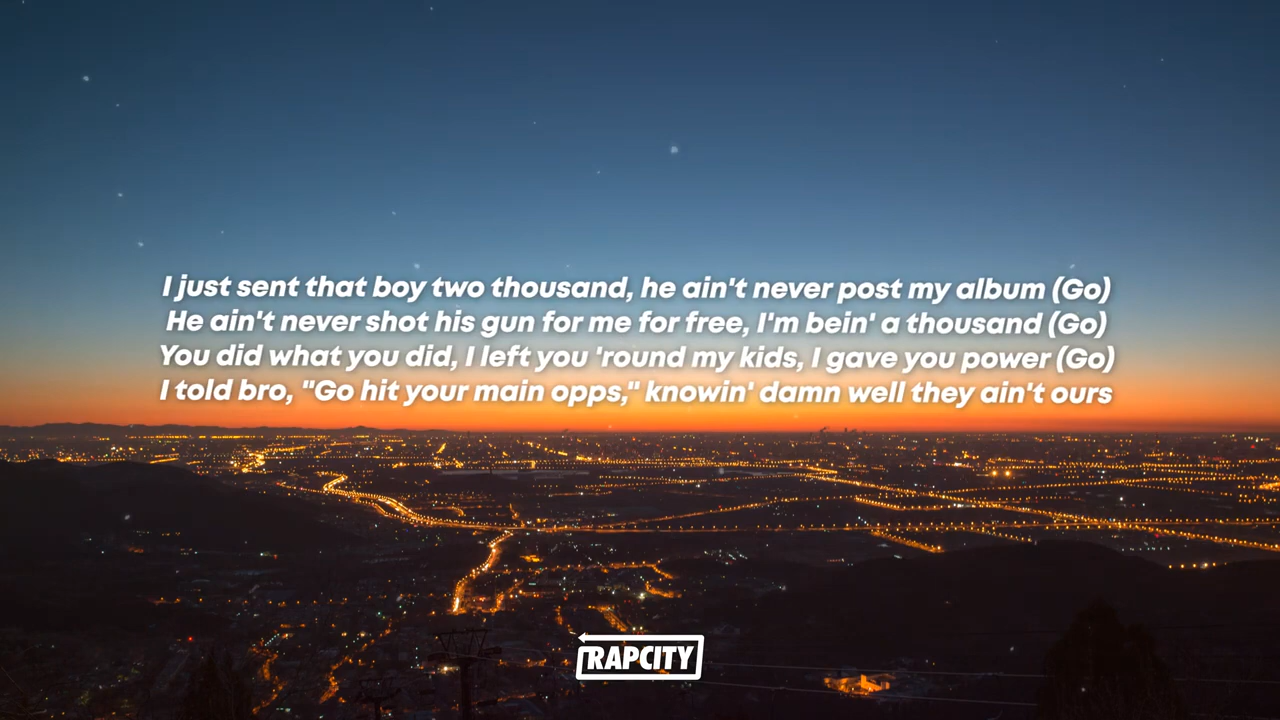 I just sent that boy two thousand, he ain't never post my album (Go)
He ain't never shot his gun for me for free, I'm bein' a thousand (Go)
You did what you did, I left you 'round my kids, I gave you power (Go)
I told bro, "Go hit your main opps," knowin' damn well they ain't ours
RAPCITY